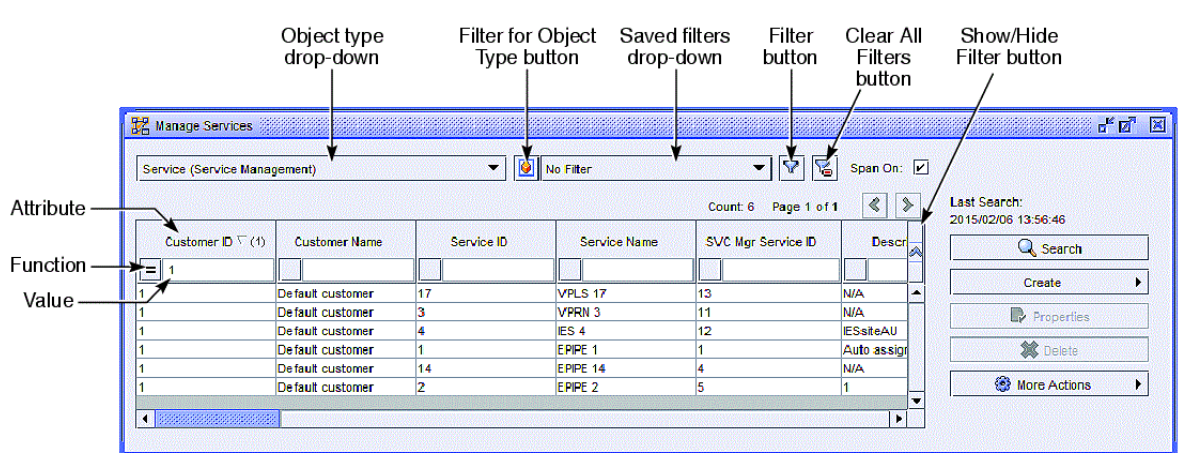 Object type drop-down
Filter for Object Type button
Saved filters drop-down
Filter button
Clear All Filters button
Show/Hide Filter button
Manage Services
Service (Service Management)
No Filter
Span On:
Count: 6 Page 1 of 1
Attribute
Function
Value
Customer ID (1) Customer Name Service ID Service Name SVC Mgr Service ID Descri
= 1
1 Default customer 17 VPLS 17 13 N/A
1 Default customer 3 VPRN 3 11 N/A
1 Default customer 4 IES 4 12 IESsiteAU
1 Default customer 1 EPIPE 1 1 Auto assign
1 Default customer 14 EPIPE 14 4 N/A
1 Default customer 2 EPIPE 2 5 1
Last Search:
2015/02/06 13:56:46
Search
Create
Properties
Delete
More Actions